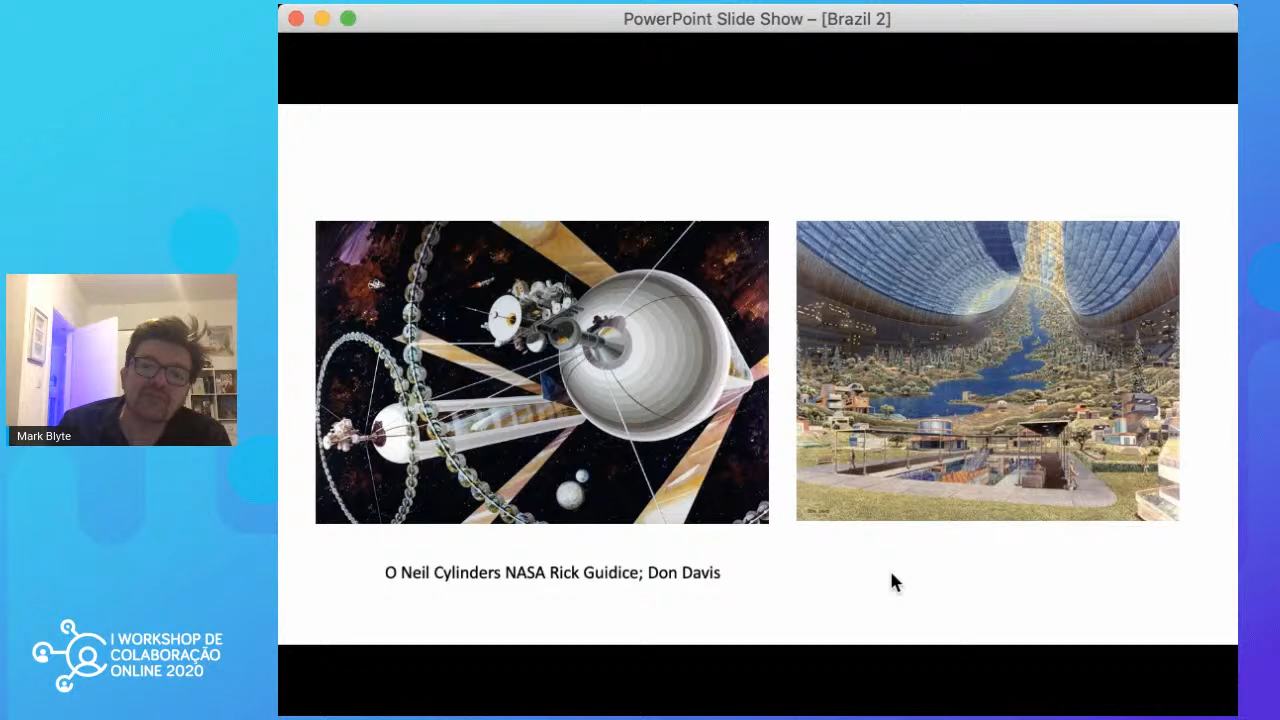 PowerPoint Slide Show – [Brazil 2]
Mark Blyte
O Neil Cylinders NASA Rick Guidice; Don Davis
I WORKSHOP DE
COLABORAÇÃO
ONLINE 2020